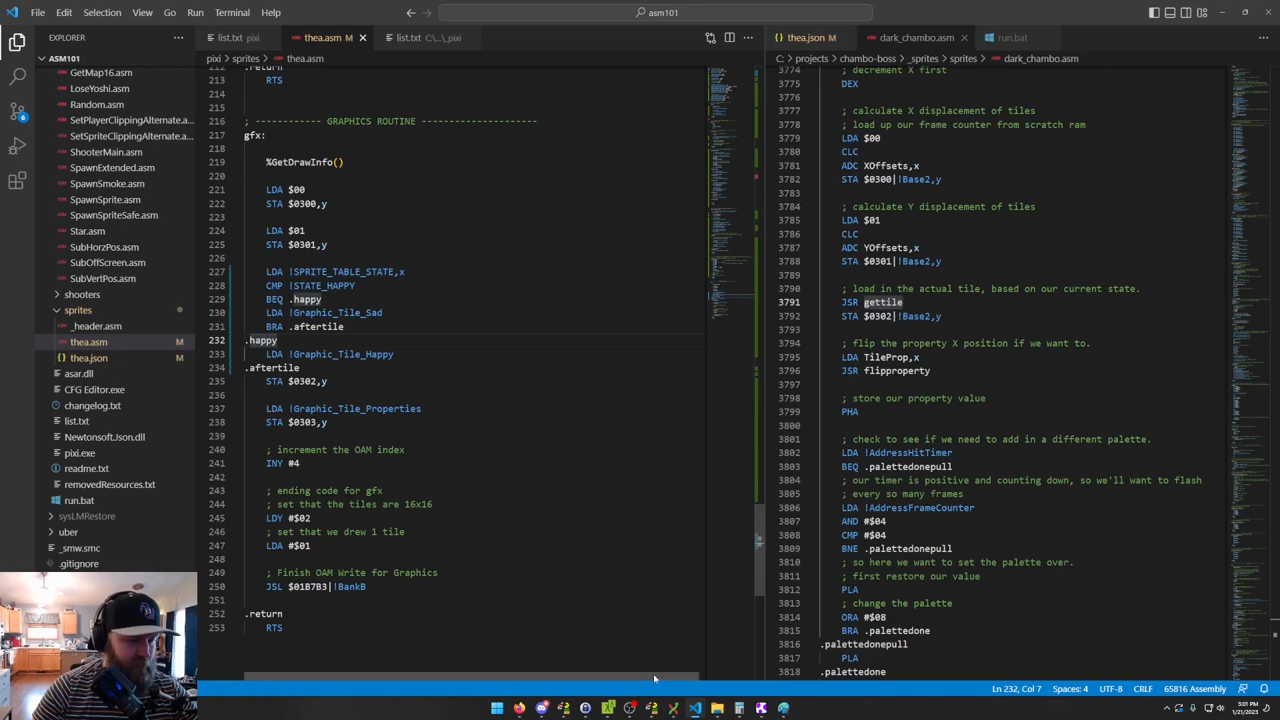 File Edit Selection View Go Run Terminal Help
asm101
EXPLORER
ASM101
GetMap16.asm
LoseYoshi.asm
Random.asm
SetPlayerClippingAlternate.a...
SetSpriteClippingAlternate.a...
ShooterMain.asm
SpawnExtended.asm
SpawnSmoke.asm
SpawnSprite.asm
SpawnSpriteSafe.asm
Star.asm
SubHorzPos.asm
SubOffScreen.asm
SubVertPos.asm
shooters
sprites
_header.asm
thea.asm M
thea.json M
asar.dll
CFG Editor.exe
changelog.txt
list.txt
Newtonsoft.Json.dll
pixi.exe
readme.txt
removedResources.txt
run.bat
sysLMRestore
uber
_smw.smc
.gitignore
6
list.txt pixi
thea.asm M
list.txt C:\...\_pixi
pixi > sprites > thea.asm
212 .return
213 RTS
214
215
216 ; ------------ GRAPHICS ROUTINE --------------------
217 gfx:
218
219 %GetDrawInfo()
220
221 LDA $00
222 STA $0300,y
223
224 LDA $01
225 STA $0301,y
226
227 LDA !SPRITE_TABLE_STATE,x
228 CMP !STATE_HAPPY
229 BEQ .happy
230 LDA !Graphic_Tile_Sad
231 BRA .aftertile
232 .happy
233 LDA !Graphic_Tile_Happy
234 .aftertile
235 STA $0302,y
236
237 LDA !Graphic_Tile_Properties
238 STA $0303,y
239
240 ; increment the OAM index
241 INY #4
242
243 ; ending code for gfx
244 ; set that the tiles are 16x16
245 LDY #$02
246 ; set that we drew 1 tile
247 LDA #$01
248
249 ; Finish OAM Write for Graphics
250 JSL $01B7B3|!BankB
251
252 .return
253 RTS
thea.json M
dark_chambo.asm
run.bat
C: > projects > chambo-boss > _sprites > sprites > dark_chambo.asm
3774 ; decrement X first
3775 DEX
3776
3777 ; calculate X displacement of tiles
3778 ; load up our frame counter from scratch ram
3779 LDA $00
3780 CLC
3781 ADC XOffsets,x
3782 STA $0300|!Base2,y
3783
3784 ; calculate Y displacement of tiles
3785 LDA $01
3786 CLC
3787 ADC YOffsets,x
3788 STA $0301|!Base2,y
3789
3790 ; load in the actual tile, based on our current state.
3791 JSR gettile
3792 STA $0302|!Base2,y
3793
3794 ; flip the property X position if we want to.
3795 LDA TileProp,x
3796 JSR flipproperty
3797
3798 ; store our property value
3799 PHA
3800
3801 ; check to see if we need to add in a different palette.
3802 LDA !AddressHitTimer
3803 BEQ .palettedonepull
3804 ; our timer is positive and counting down, so we'll want to flash
3805 ; every so many frames
3806 LDA !AddressFrameCounter
3807 AND #$04
3808 CMP #$04
3809 BNE .palettedonepull
3810 ; so here we want to set the palette over.
3811 ; first restore our value
3812 PLA
3813 ; change the palette
3814 ORA #$08
3815 BRA .palettedone
3816 .palettedonepull
3817 PLA
3818 .palettedone
Ln 232, Col 7 Spaces: 4 UTF-8 CRLF 65816 Assembly
5:01 PM
1/21/2023